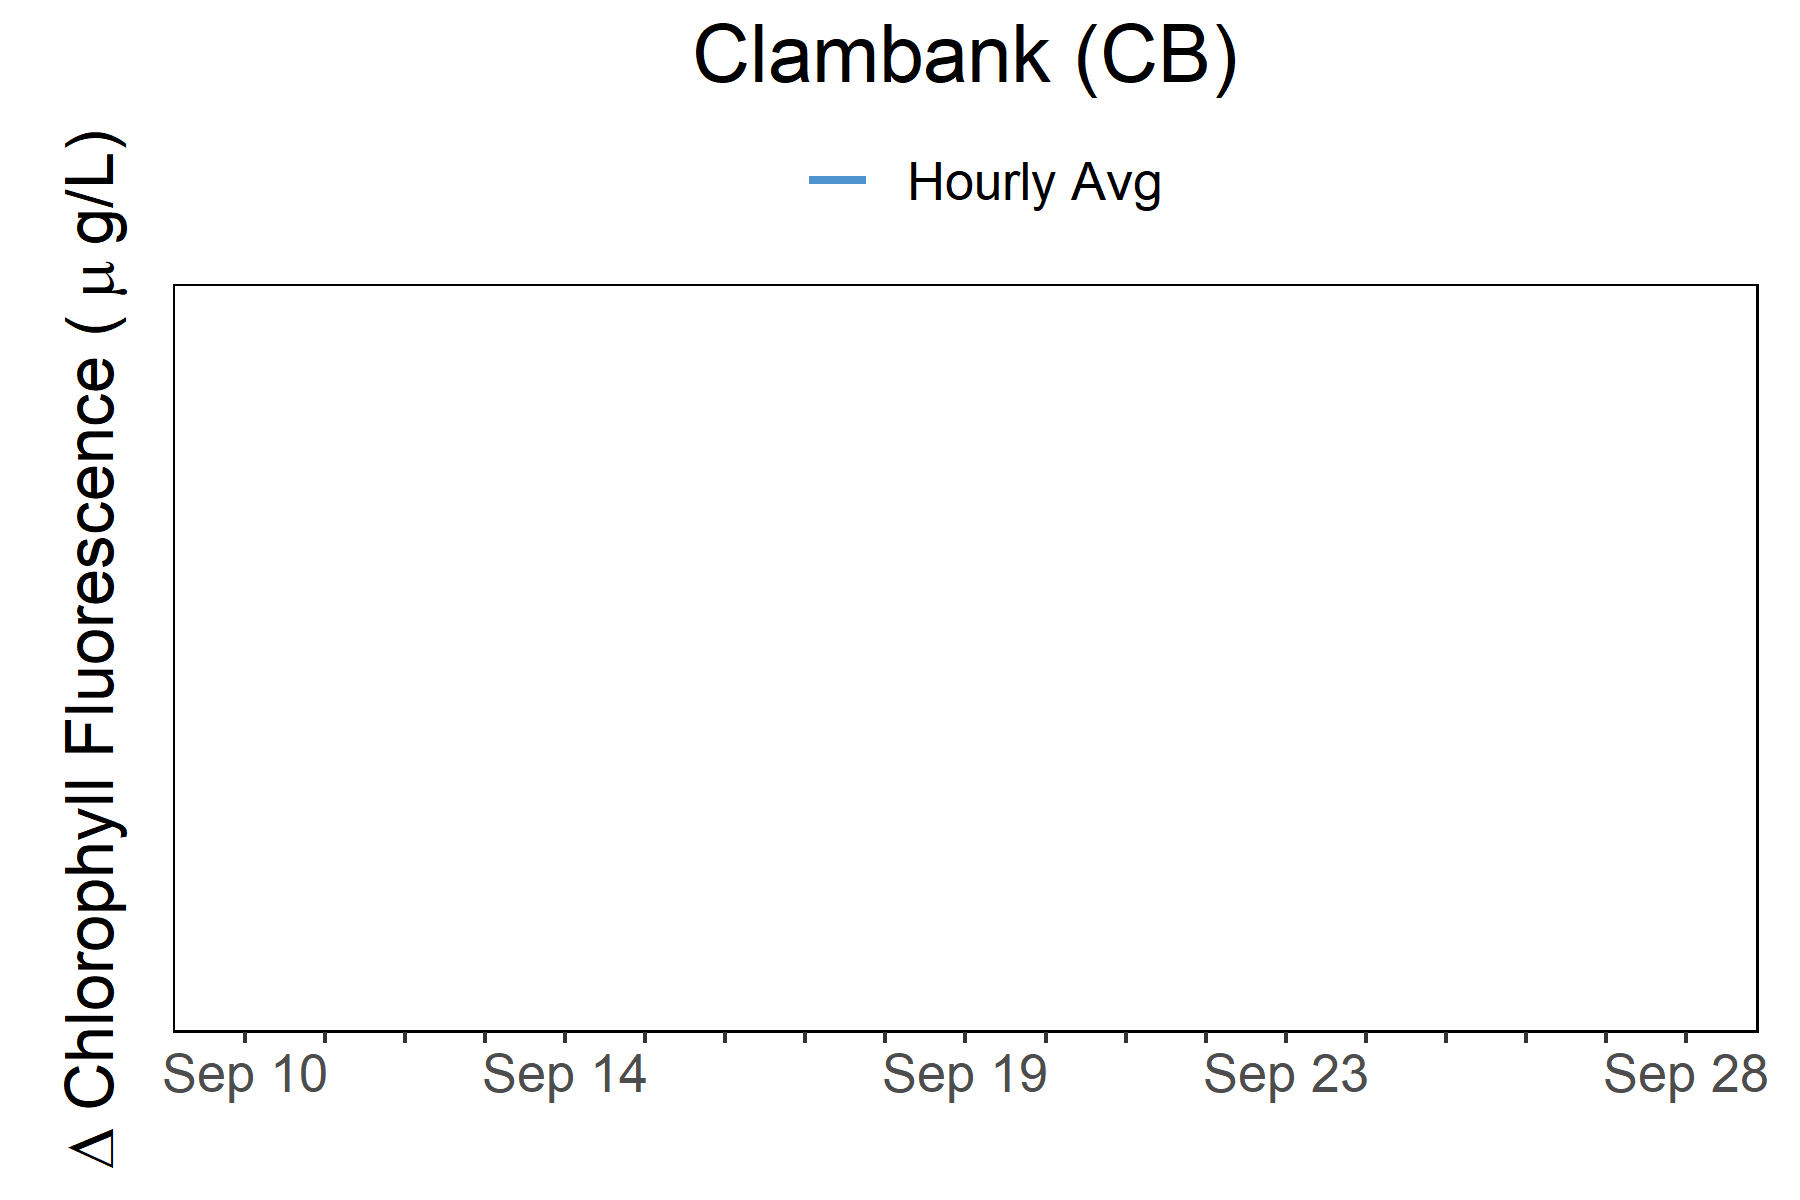 Clambank (CB)
Hourly Avg
Δ Chlorophyll Fluorescence ( μ g/L)
Sep 10
Sep 14
Sep 19
Sep 23
Sep 28